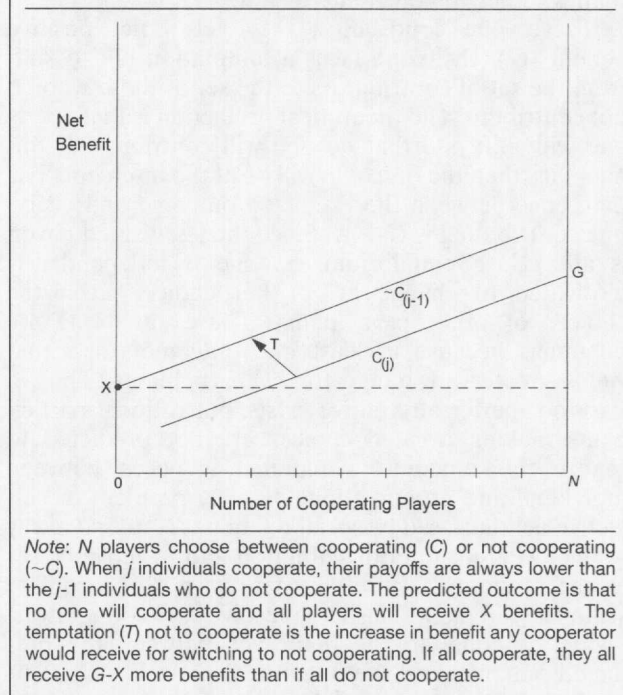 Net
Benefit
G
~C(j-1)
T
C(j)
X
0
N
Number of Cooperating Players
Note: N players choose between cooperating (C) or not cooperating
(~C). When j individuals cooperate, their payoffs are always lower than
the j-1 individuals who do not cooperate. The predicted outcome is that
no one will cooperate and all players will receive X benefits. The
temptation (T) not to cooperate is the increase in benefit any cooperator
would receive for switching to not cooperating. If all cooperate, they all
receive G-X more benefits than if all do not cooperate.